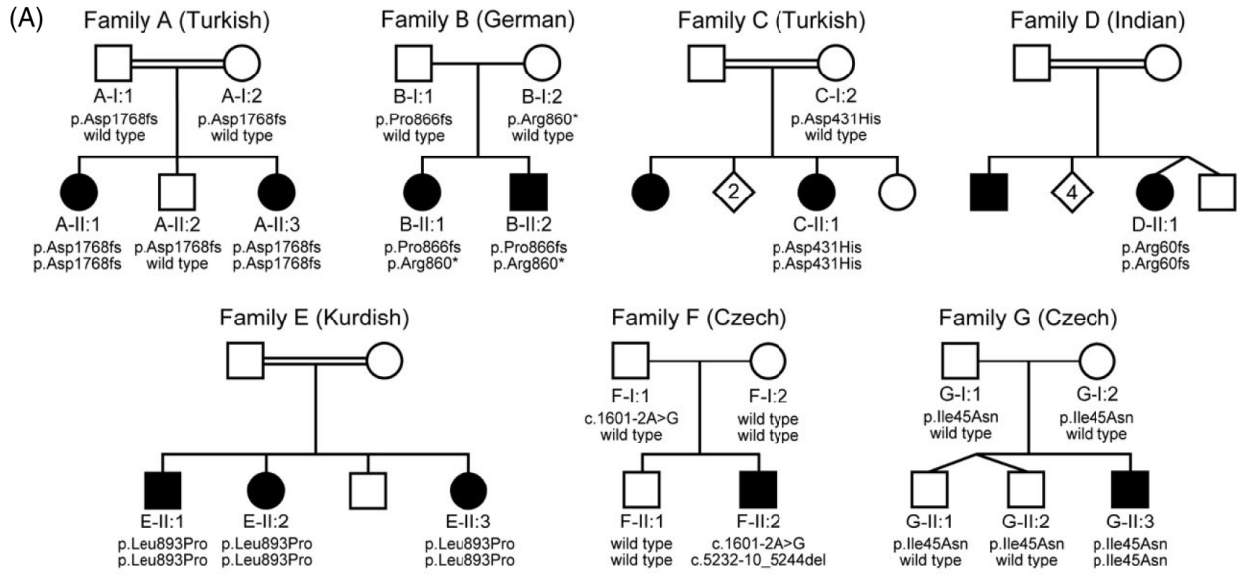 (A)
Family A (Turkish) Family B (German) Family C (Turkish) Family D (Indian)
A-I:1 A-I:2 B-I:1 B-I:2 C-I:2
p.Asp1768fs p.Asp1768fs p.Pro866fs p.Arg860* p.Asp431His
wild type wild type wild type wild type wild type
2 4
A-II:1 A-II:2 A-II:3 B-II:1 B-II:2 C-II:1 D-II:1
p.Asp1768fs p.Asp1768fs p.Asp1768fs p.Pro866fs p.Pro866fs p.Asp431His p.Arg60fs
p.Asp1768fs wild type p.Asp1768fs p.Arg860* p.Arg860* p.Asp431His p.Arg60fs
Family E (Kurdish) Family F (Czech) Family G (Czech)
F-I:1 F-I:2 G-I:1 G-I:2
c.1601-2A>G wild type p.Ile45Asn p.Ile45Asn
wild type wild type wild type wild type
E-II:1 E-II:2 E-II:3 F-II:1 F-II:2 G-II:1 G-II:2 G-II:3
p.Leu893Pro p.Leu893Pro p.Leu893Pro wild type c.1601-2A>G p.Ile45Asn p.Ile45Asn p.Ile45Asn
p.Leu893Pro p.Leu893Pro p.Leu893Pro wild type c.5232-10_5244del wild type wild type p.Ile45Asn